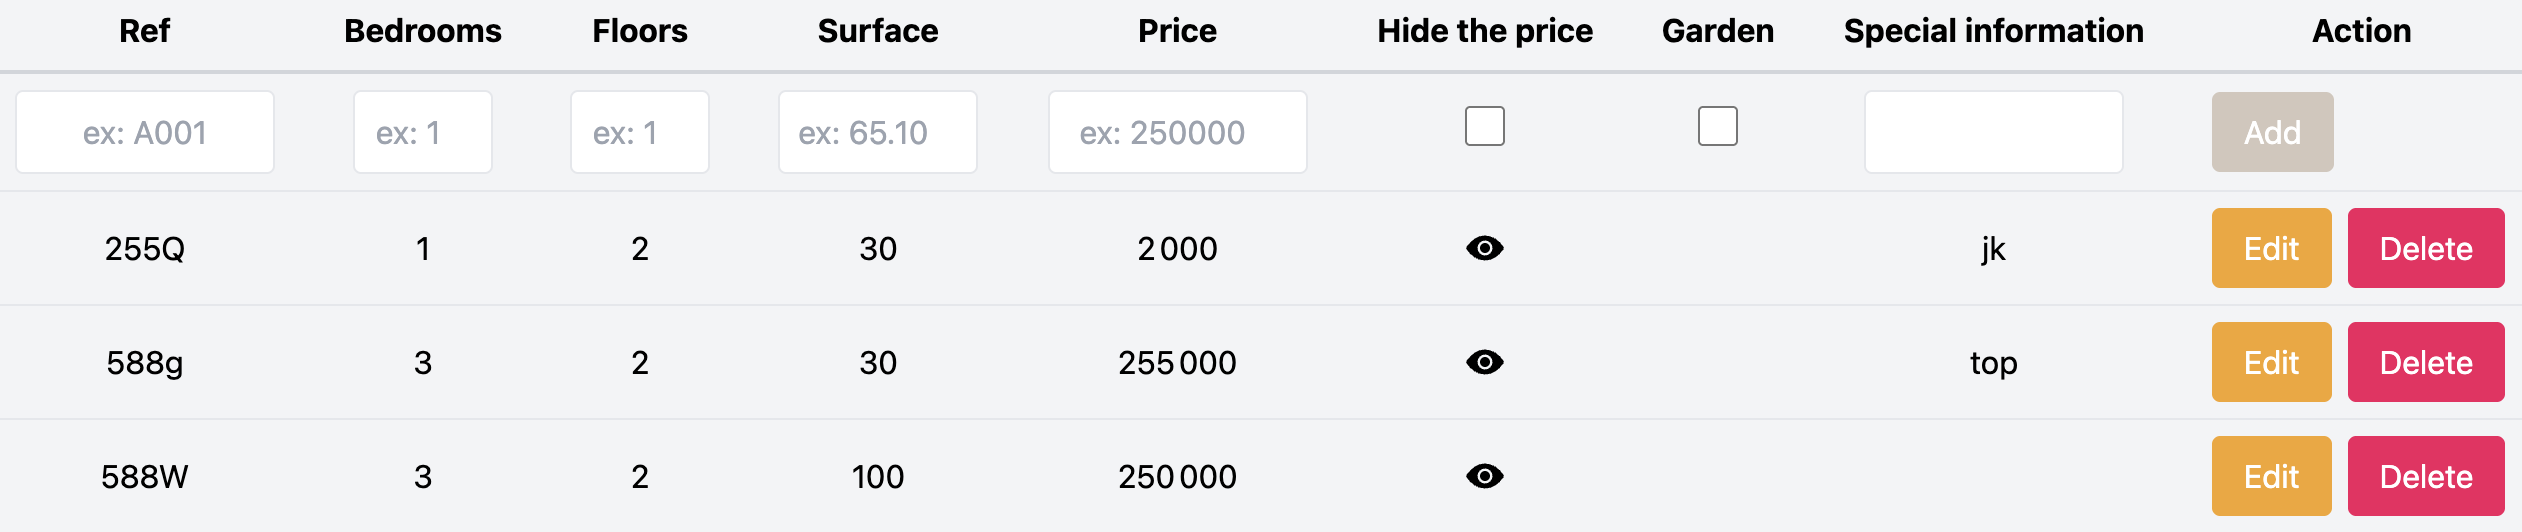 Ref Bedrooms Floors Surface Price Hide the price Garden Special information Action
ex: A001 ex: 1 ex: 1 ex: 65.10 ex: 250000 Add
255Q 1 2 30 2 000 jk Edit Delete
588g 3 2 30 255 000 top Edit Delete
588W 3 2 100 250 000 Edit Delete